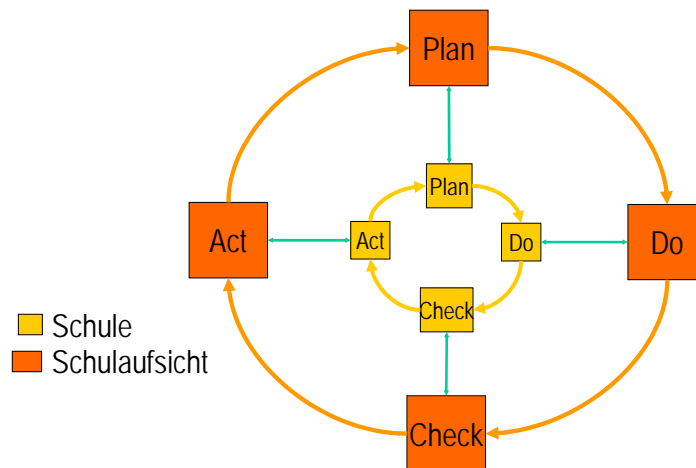 Plan
Plan
Act
Act
Do
Do
Check
Schule
Schulaufsicht
Check